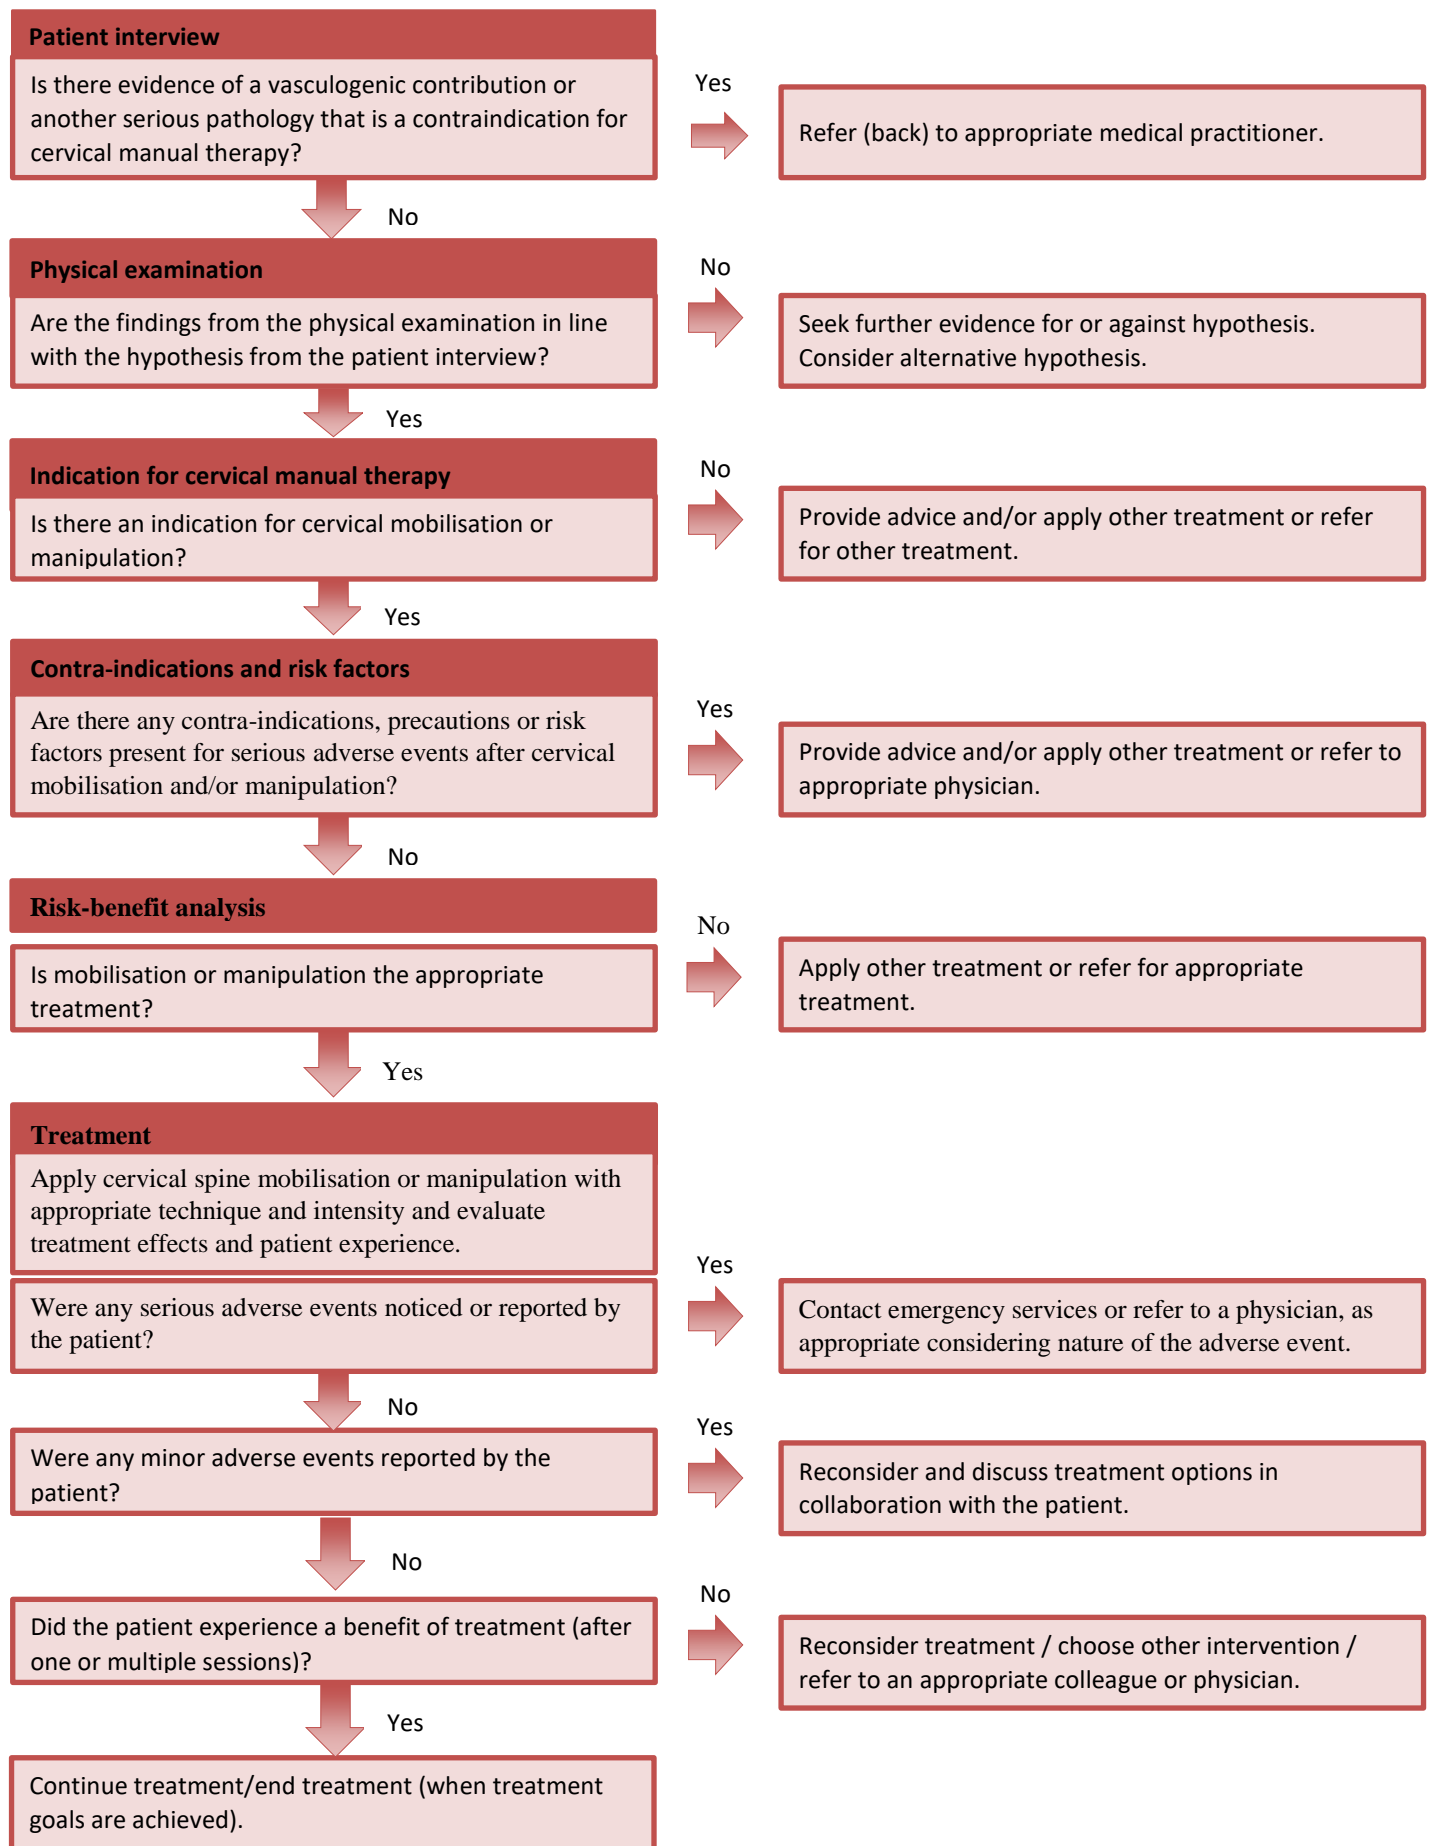 Patient interview
Is there evidence of a vasculogenic contribution or
another serious pathology that is a contraindication for
cervical manual therapy?
Yes
Refer (back) to appropriate medical practitioner.
No
Physical examination
Are the findings from the physical examination in line
with the hypothesis from the patient interview?
No
Seek further evidence for or against hypothesis.
Consider alternative hypothesis.
Yes
Indication for cervical manual therapy
Is there an indication for cervical mobilisation or
manipulation?
No
Provide advice and/or apply other treatment or refer
for other treatment.
Yes
Contra-indications and risk factors
Are there any contra-indications, precautions or risk
factors present for serious adverse events after cervical
mobilisation and/or manipulation?
Yes
Provide advice and/or apply other treatment or refer to
appropriate physician.
No
Risk-benefit analysis
Is mobilisation or manipulation the appropriate
treatment?
No
Apply other treatment or refer for appropriate
treatment.
Yes
Treatment
Apply cervical spine mobilisation or manipulation with
appropriate technique and intensity and evaluate
treatment effects and patient experience.
Were any serious adverse events noticed or reported by
the patient?
Yes
Contact emergency services or refer to a physician, as
appropriate considering nature of the adverse event.
No
Were any minor adverse events reported by the
patient?
Yes
Reconsider and discuss treatment options in
collaboration with the patient.
No
Did the patient experience a benefit of treatment (after
one or multiple sessions)?
No
Reconsider treatment / choose other intervention /
refer to an appropriate colleague or physician.
Yes
Continue treatment/end treatment (when treatment
goals are achieved).